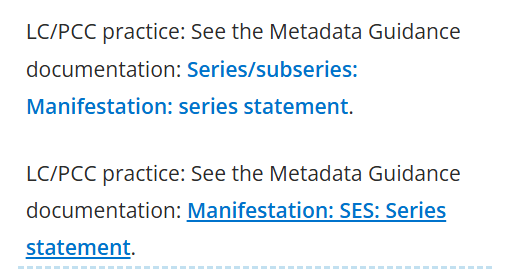 LC/PCC practice: See the Metadata Guidance
documentation: Series/subseries:
Manifestation: series statement.
LC/PCC practice: See the Metadata Guidance
documentation: Manifestation: SES: Series
statement.